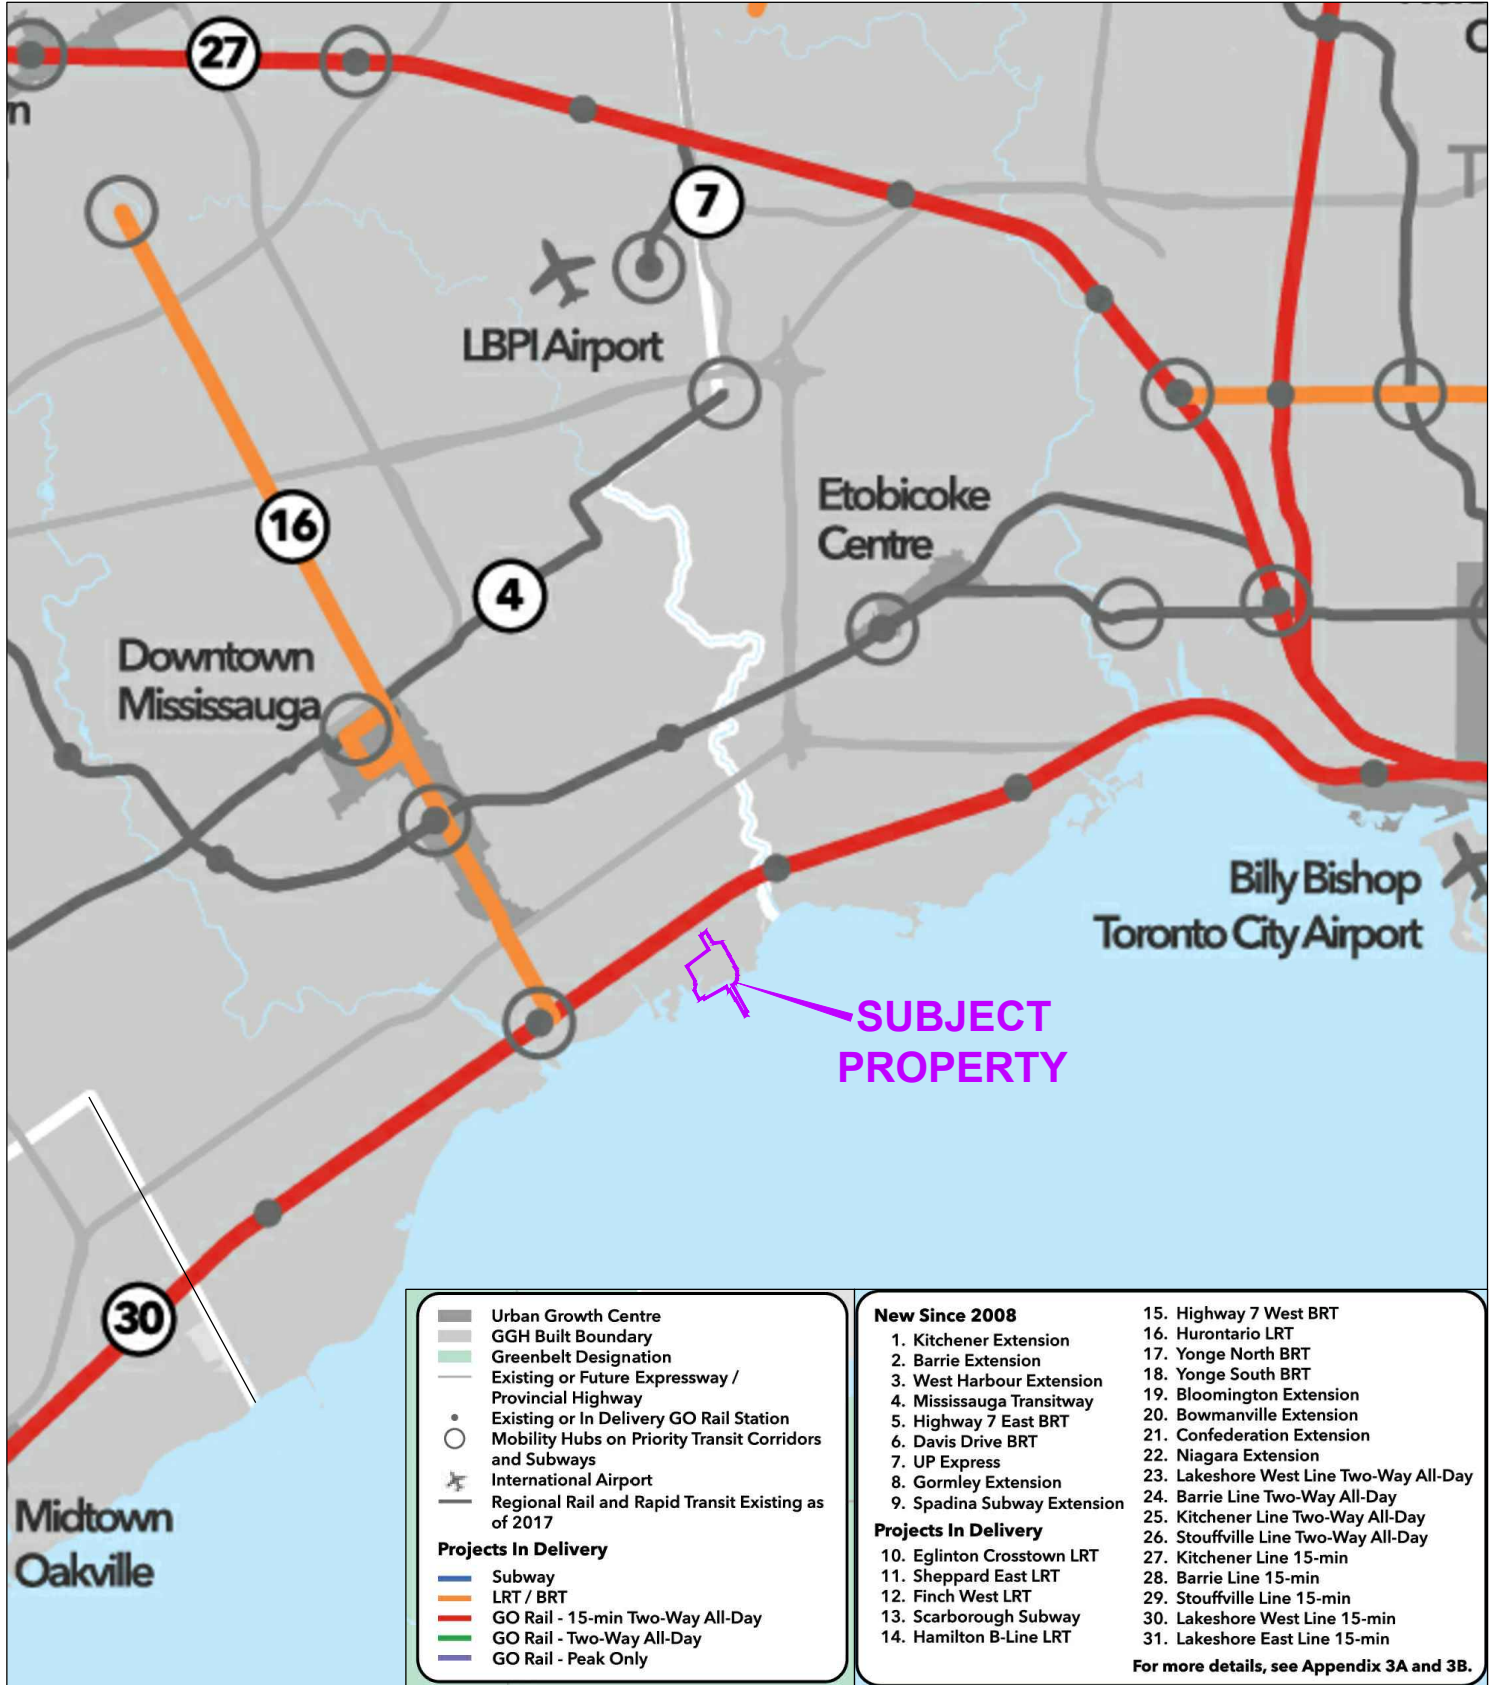 27
7
LBPI Airport
16
Etobicoke
Centre
4
Downtown
Mississauga
Billy Bishop
Toronto City Airport
SUBJECT
PROPERTY
30
Midtown
Oakville
Urban Growth Centre
GGH Built Boundary
Greenbelt Designation
Existing or Future Expressway /
Provincial Highway
Existing or In Delivery GO Rail Station
Mobility Hubs on Priority Transit Corridors
and Subways
International Airport
Regional Rail and Rapid Transit Existing as
of 2017
Projects In Delivery
Subway
LRT / BRT
GO Rail - 15-min Two-Way All-Day
GO Rail - Two-Way All-Day
GO Rail - Peak Only
New Since 2008
1. Kitchener Extension
2. Barrie Extension
3. West Harbour Extension
4. Mississauga Transitway
5. Highway 7 East BRT
6. Davis Drive BRT
7. UP Express
8. Gormley Extension
9. Spadina Subway Extension
Projects In Delivery
10. Eglinton Crosstown LRT
11. Sheppard East LRT
12. Finch West LRT
13. Scarborough Subway
14. Hamilton B-Line LRT
15. Highway 7 West BRT
16. Hurontario LRT
17. Yonge North BRT
18. Yonge South BRT
19. Bloomington Extension
20. Bowmanville Extension
21. Confederation Extension
22. Niagara Extension
23. Lakeshore West Line Two-Way All-Day
24. Barrie Line Two-Way All-Day
25. Kitchener Line Two-Way All-Day
26. Stouffville Line Two-Way All-Day
27. Kitchener Line 15-min
28. Barrie Line 15-min
29. Stouffville Line 15-min
30. Lakeshore West Line 15-min
31. Lakeshore East Line 15-min
For more details, see Appendix 3A and 3B.